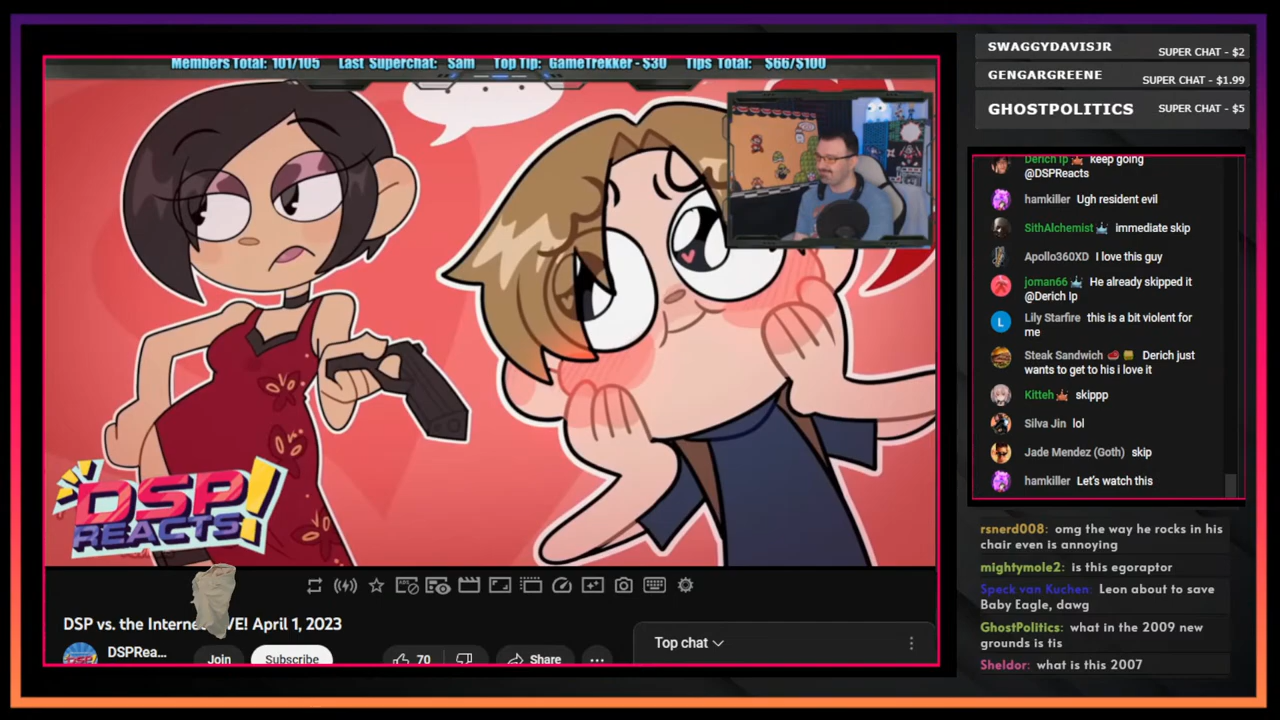 Members Total: 101/105 Last Superchat: Sam Top Tip: GameTrekker - $30 Tips Total: $66/$100
DSP
REACTS!
DSP vs. the Interne VE! April 1, 2023
DSPRea...
Join
Subscribe
70
Share
Top chat
SWAGGYDAVISJR SUPER CHAT - $2
GENGARGREENE SUPER CHAT - $1.99
GHOSTPOLITICS SUPER CHAT - $5
Derich Ip keep going
@DSPReacts
hamkiller Ugh resident evil
SithAlchemist immediate skip
Apollo360XD I love this guy
joman66 He already skipped it
@Derich Ip
Lily Starfire this is a bit violent for
me
Steak Sandwich Derich just
wants to get to his i love it
Kitteh skippp
Silva Jin lol
Jade Mendez (Goth) skip
hamkiller Let's watch this
rsnerd008: omg the way he rocks in his
chair even is annoying
mightymole2: is this egoraptor
Speck van Kuchen: Leon about to save
Baby Eagle, dawg
GhostPolitics: what in the 2009 new
grounds is tis
Sheldor: what is this 2007